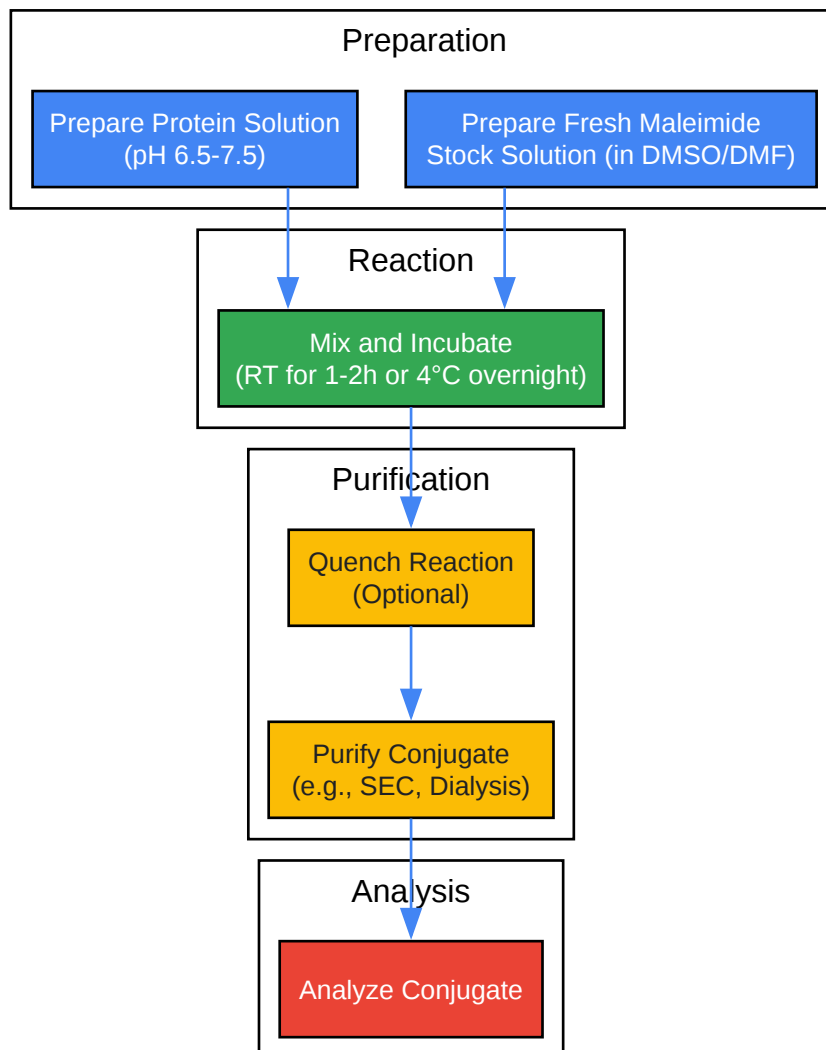 Preparation
Prepare Protein Solution
(pH 6.5-7.5)
Prepare Fresh Maleimide
Stock Solution (in DMSO/DMF)
Reaction
Mix and Incubate
(RT for 1-2h or 4°C overnight)
Purification
Quench Reaction
(Optional)
Purify Conjugate
(e.g., SEC, Dialysis)
Analysis
Analyze Conjugate